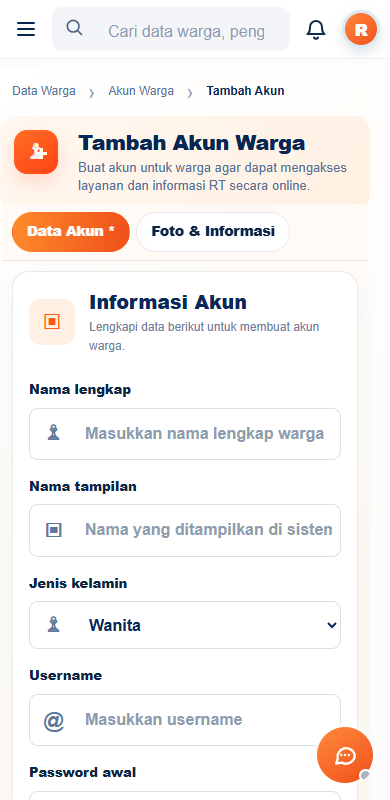 Cari data warga, peng
R
Data Warga › Akun Warga › Tambah Akun
Tambah Akun Warga
Buat akun untuk warga agar dapat mengakses
layanan dan informasi RT secara online.
Data Akun * Foto & Informasi
Informasi Akun
Lengkapi data berikut untuk membuat akun
warga.
Nama lengkap
Masukkan nama lengkap warga
Nama tampilan
Nama yang ditampilkan di sistem
Jenis kelamin
Wanita
Username
@ Masukkan username
Password awal